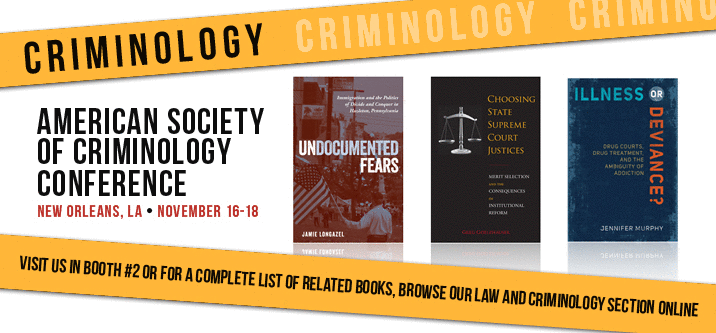 CRIMINOLOGY CRIMINOLOGY CRIMINOLOGY
AMERICAN SOCIETY
OF CRIMINOLOGY
CONFERENCE
NEW ORLEANS, LA • NOVEMBER 16-18
Immigration and the Politics
of Divide and Conquer in
Hazleton, Pennsylvania
UNDOCUMENTED
FEARS
JAMIE LONGAZEL
CHOOSING
STATE
SUPREME
COURT
JUSTICES
MERIT SELECTION
AND THE
CONSEQUENCES
OF
INSTITUTIONAL
REFORM
ILLNESS OR
DEVIANCE?
DRUG COURTS,
DRUG TREATMENT,
AND THE
AMBIGUITY OF
ADDICTION
JENNIFER MURPHY
VISIT US IN BOOTH #2 OR FOR A COMPLETE LIST OF RELATED BOOKS, BROWSE OUR LAW AND CRIMINOLOGY SECTION ONLINE